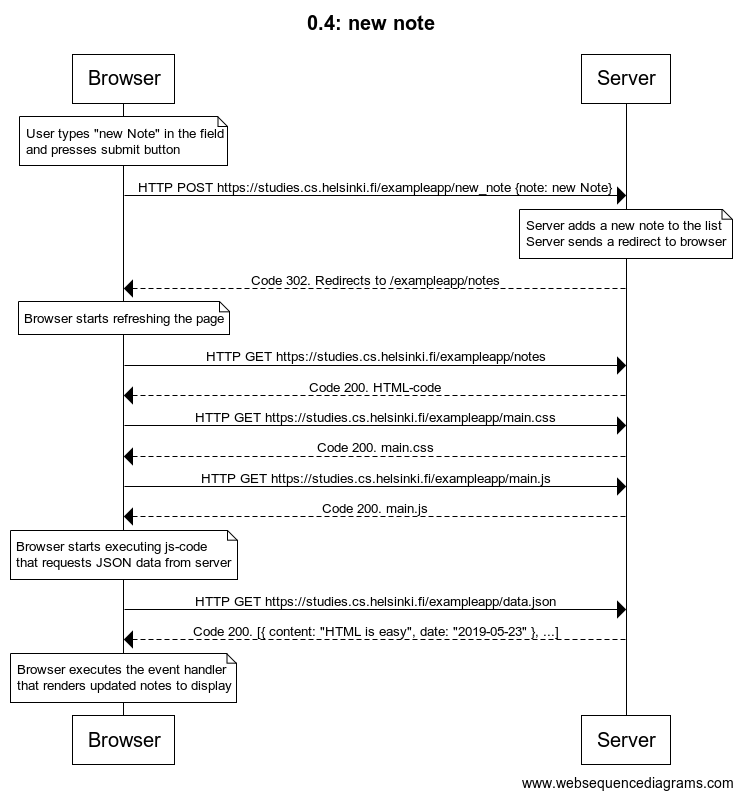 0.4: new note
Browser
Server
User types "new Note" in the field
and presses submit button
HTTP POST https://studies.cs.helsinki.fi/exampleapp/new_note {note: new Note}
Server adds a new note to the list
Server sends a redirect to browser
Code 302. Redirects to /exampleapp/notes
Browser starts refreshing the page
HTTP GET https://studies.cs.helsinki.fi/exampleapp/notes
Code 200. HTML-code
HTTP GET https://studies.cs.helsinki.fi/exampleapp/main.css
Code 200. main.css
HTTP GET https://studies.cs.helsinki.fi/exampleapp/main.js
Code 200. main.js
Browser starts executing js-code
that requests JSON data from server
HTTP GET https://studies.cs.helsinki.fi/exampleapp/data.json
Code 200. [{ content: "HTML is easy", date: "2019-05-23" }, ...]
Browser executes the event handler
that renders updated notes to display
Browser
Server
www.websequencediagrams.com